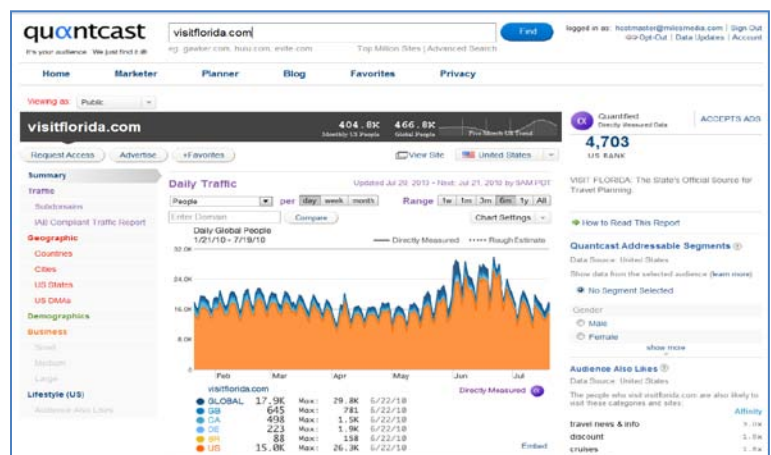 quantcast
It's your audience. We just find it.
visitflorida.com
Find
eg. gawker.com, hulu.com, evite.com
Top Million Sites | Advanced Search
logged in as: hostmaster@milesmedia.com | Sign Out
Opt-Out | Data Updates | Account
Home Marketer Planner Blog Favorites Privacy
Viewing as: Public
visitflorida.com
404.8K Monthly US People
466.8K Global People
Quantified
Directly Measured Data
ACCEPTS ADS
4,703
US RANK
Request Access Advertise +Favorites
View Site United States
Summary
Traffic
Subdomains
IAB Compliant Traffic Report
Geographic
Countries
Cities
US States
US DMAs
Demographics
Business
Small
Medium
Large
Lifestyle (US)
Audience Also Likes
Daily Traffic
Updated Jul 20, 2010 • Next: Jul 21, 2010 by 9AM PDT
People per day week month Range 1w 1m 3m 6m 1y All
Enter Domain Compare Chart Settings
Daily Global People
1/21/10 - 7/19/10
Directly Measured Rough Estimate
32.0K
24.0K
16.0K
8.0K
0
Feb Mar Apr May Jun Jul
visitflorida.com
Directly Measured
GLOBAL 17.9K Max: 29.8K 6/22/10
GB 645 Max: 781 6/22/10
CA 498 Max: 1.5K 6/22/10
DE 223 Max: 1.9K 6/22/10
BR 88 Max: 158 6/22/10
US 15.0K Max: 26.3K 6/22/10
Embed
VISIT FLORIDA: The State's Official Source for
Travel Planning.
How to Read This Report
Quantcast Addressable Segments
Data Source: United States
Show data from the selected audience (learn more)
No Segment Selected
Gender
Male
Female
show more
Audience Also Likes
Data Source: United States
The people who visit visitflorida.com are also likely to
visit these categories and sites:
Affinity
travel news & info
discount
cruises